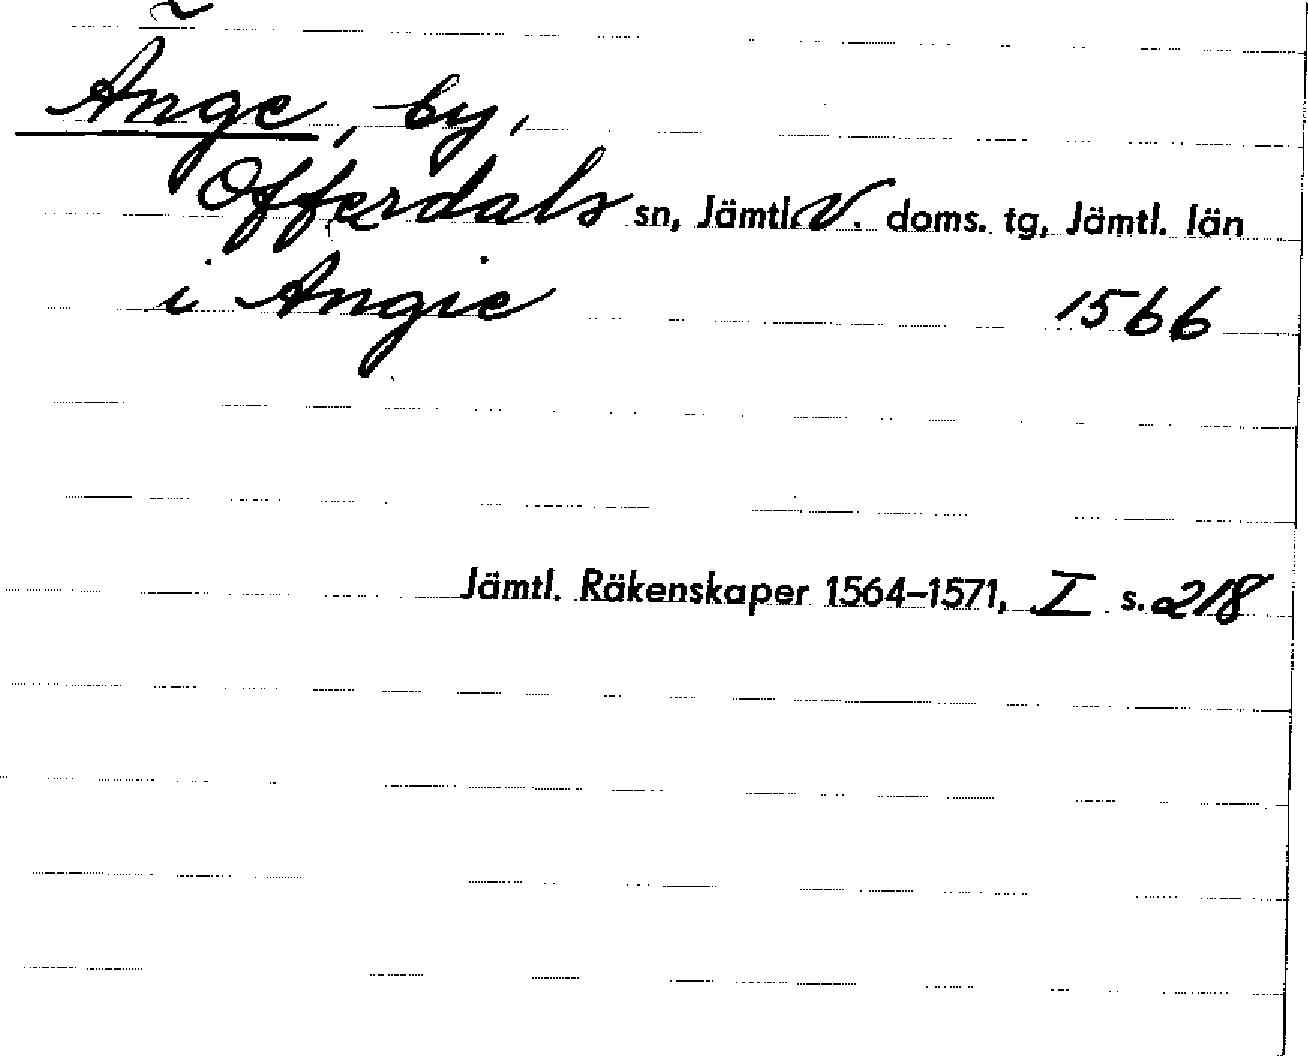 Ånge, by,
Offerdals sn, Jämtl. V. doms. tg, Jämtl. län
i Angie 1566
Jämtl. Räkenskaper 1564–1571, I s. 218